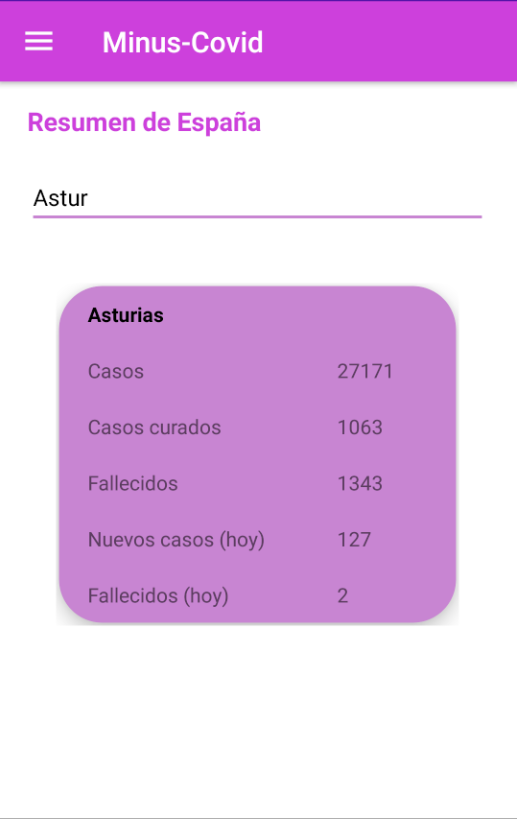 Minus-Covid
Resumen de España
Astur
Asturias
Casos 27171
Casos curados 1063
Fallecidos 1343
Nuevos casos (hoy) 127
Fallecidos (hoy) 2